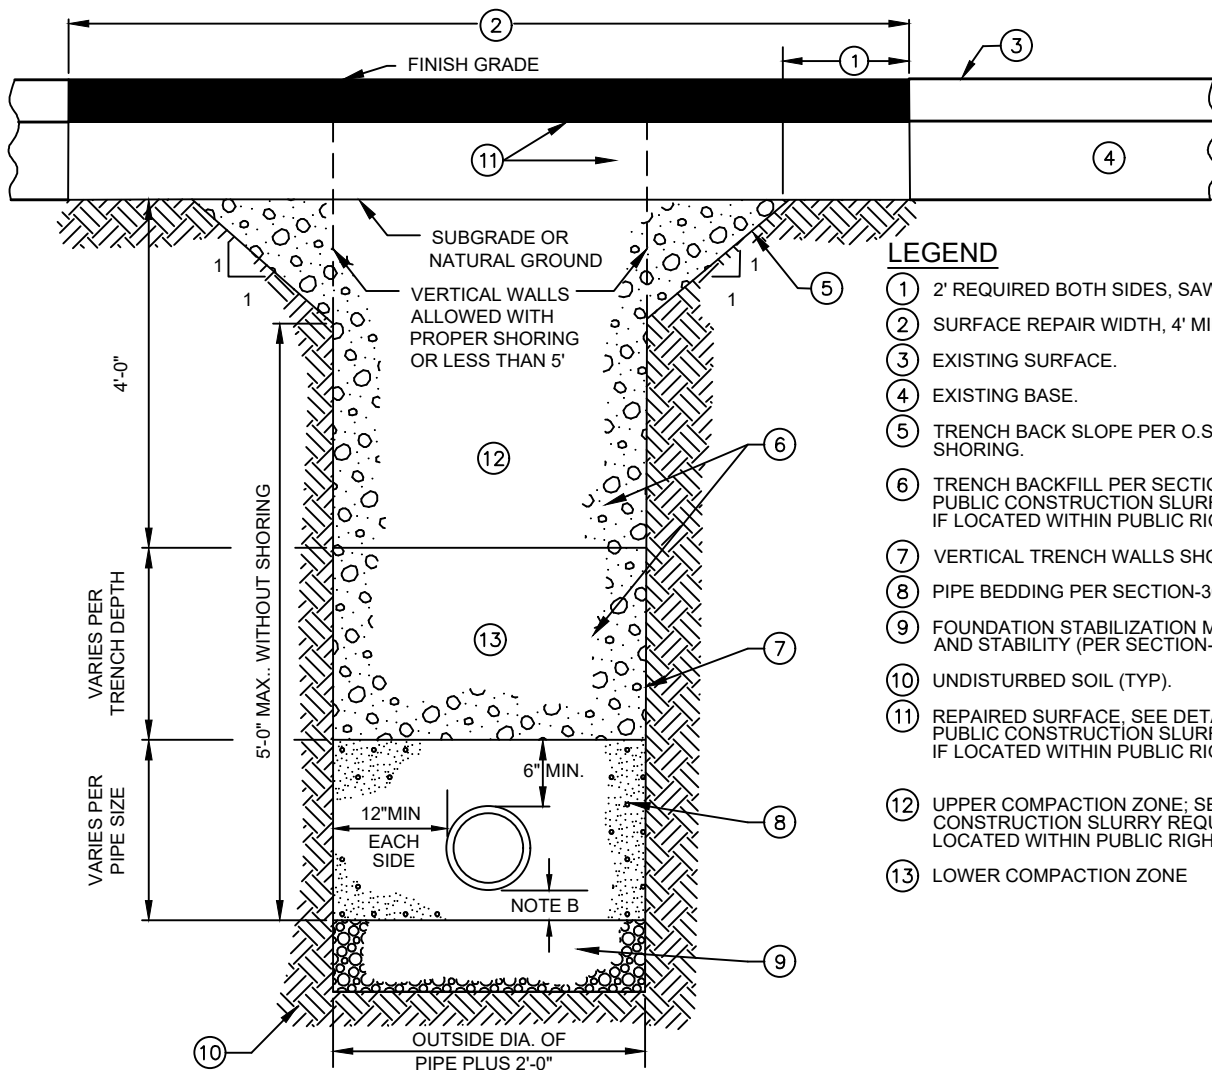 2
FINISH GRADE
1
3
11
4
SUBGRADE OR
NATURAL GROUND
1
1
1
1
VERTICAL WALLS
ALLOWED WITH
PROPER SHORING
OR LESS THAN 5'
5
4'-0"
12
6
5'-0" MAX.. WITHOUT SHORING
VARIES PER
TRENCH DEPTH
13
7
VARIES PER
PIPE SIZE
6" MIN.
12"MIN
EACH
SIDE
8
NOTE B
9
10
OUTSIDE DIA. OF
PIPE PLUS 2'-0"
LEGEND
1 2' REQUIRED BOTH SIDES, SAW
2 SURFACE REPAIR WIDTH, 4' MI
3 EXISTING SURFACE.
4 EXISTING BASE.
5 TRENCH BACK SLOPE PER O.S
SHORING.
6 TRENCH BACKFILL PER SECTIO
PUBLIC CONSTRUCTION SLURR
IF LOCATED WITHIN PUBLIC RIG
7 VERTICAL TRENCH WALLS SHO
8 PIPE BEDDING PER SECTION-3
9 FOUNDATION STABILIZATION M
AND STABILITY (PER SECTION-
10 UNDISTURBED SOIL (TYP).
11 REPAIRED SURFACE, SEE DETA
PUBLIC CONSTRUCTION SLURR
IF LOCATED WITHIN PUBLIC RIG
12 UPPER COMPACTION ZONE; SE
CONSTRUCTION SLURRY REQU
LOCATED WITHIN PUBLIC RIGH
13 LOWER COMPACTION ZONE